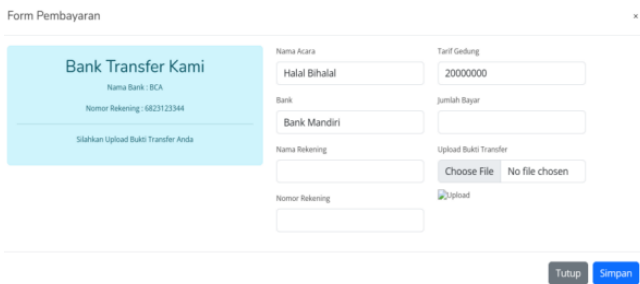 Form Pembayaran
×
Bank Transfer Kami
Nama Bank : BCA
Nomor Rekening : 6823123344
Silahkan Upload Bukti Transfer Anda
Nama Acara
Halal Bihalal
Bank
Bank Mandiri
Nama Rekening
Nomor Rekening
Tarif Gedung
20000000
Jumlah Bayar
Upload Bukti Transfer
Choose File No file chosen
Upload
Tutup Simpan